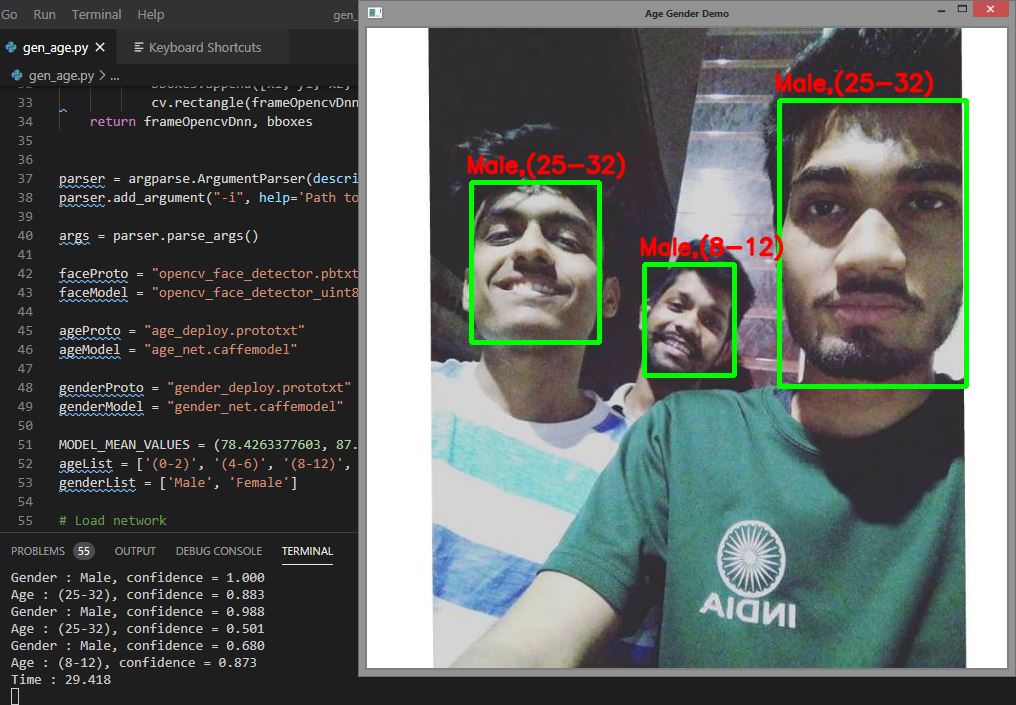 Go Run Terminal Help gen_
gen_age.py Keyboard Shortcuts
gen_age.py > ...
33 cv.rectangle(frameOpencvDnn
34 return frameOpencvDnn, bboxes
35
36
37 parser = argparse.ArgumentParser(descri
38 parser.add_argument("-i", help='Path to
39
40 args = parser.parse_args()
41
42 faceProto = "opencv_face_detector.pbtxt
43 faceModel = "opencv_face_detector_uint8
44
45 ageProto = "age_deploy.prototxt"
46 ageModel = "age_net.caffemodel"
47
48 genderProto = "gender_deploy.prototxt"
49 genderModel = "gender_net.caffemodel"
50
51 MODEL_MEAN_VALUES = (78.4263377603, 87.
52 ageList = ['(0-2)', '(4-6)', '(8-12)',
53 genderList = ['Male', 'Female']
54
55 # Load network
PROBLEMS 55 OUTPUT DEBUG CONSOLE TERMINAL
Gender : Male, confidence = 1.000
Age : (25-32), confidence = 0.883
Gender : Male, confidence = 0.988
Age : (25-32), confidence = 0.501
Gender : Male, confidence = 0.680
Age : (8-12), confidence = 0.873
Time : 29.418
Age Gender Demo
Male,(25-32)
Male,(25-32)
Male,(8-12)
INDIA